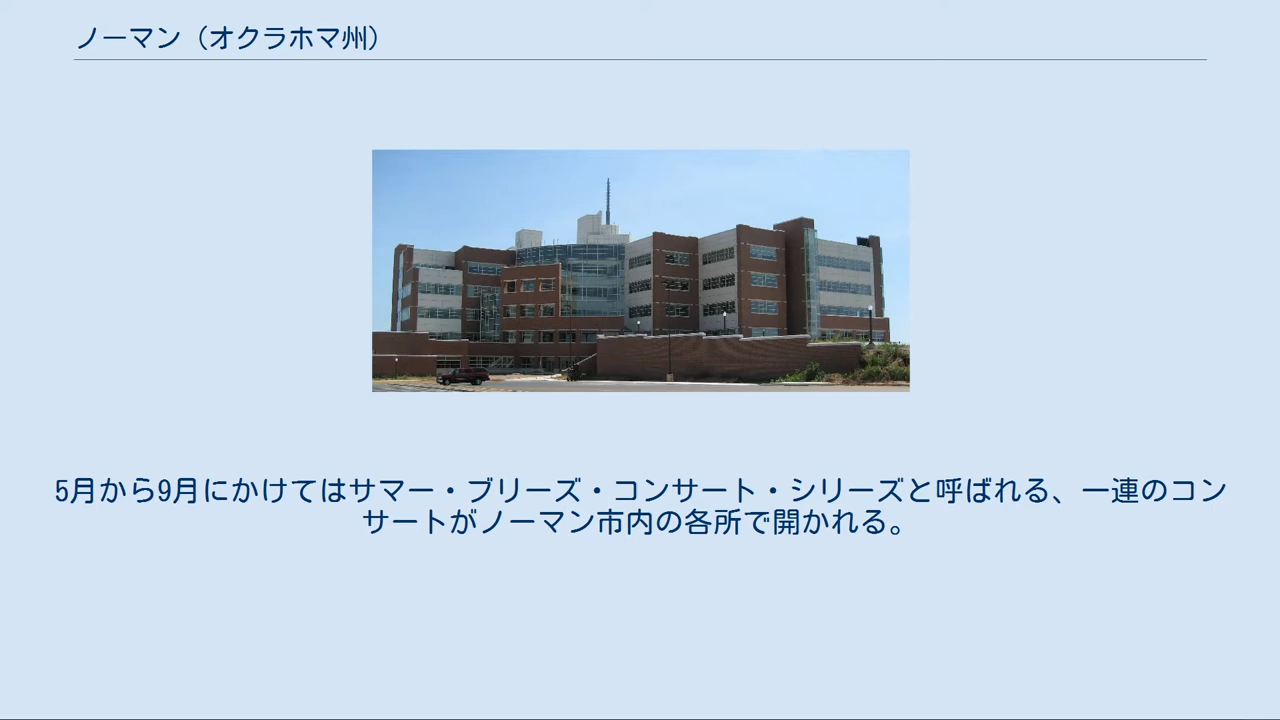 ノーマン（オクラホマ州）
5月から9月にかけてはサマー・ブリーズ・コンサート・シリーズと呼ばれる、一連のコン
サートがノーマン市内の各所で開かれる。